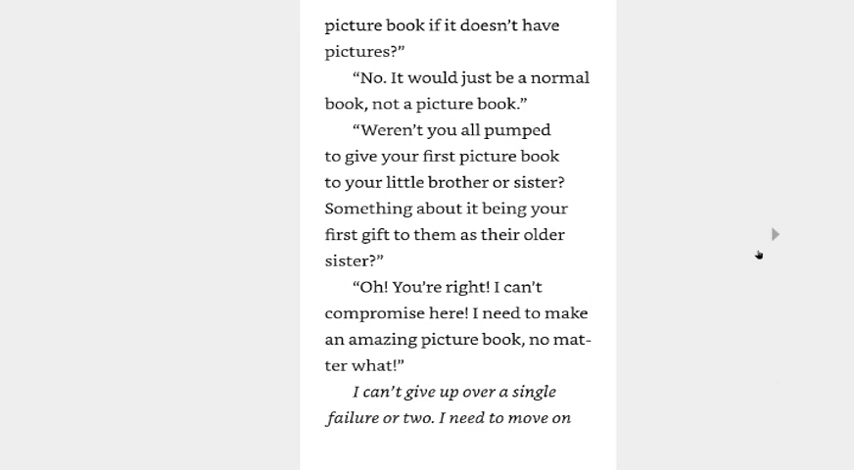 picture book if it doesn’t have
pictures?”
“No. It would just be a normal
book, not a picture book.”
“Weren’t you all pumped
to give your first picture book
to your little brother or sister?
Something about it being your
first gift to them as their older
sister?”
“Oh! You’re right! I can’t
compromise here! I need to make
an amazing picture book, no mat-
ter what!”
I can’t give up over a single
failure or two. I need to move on